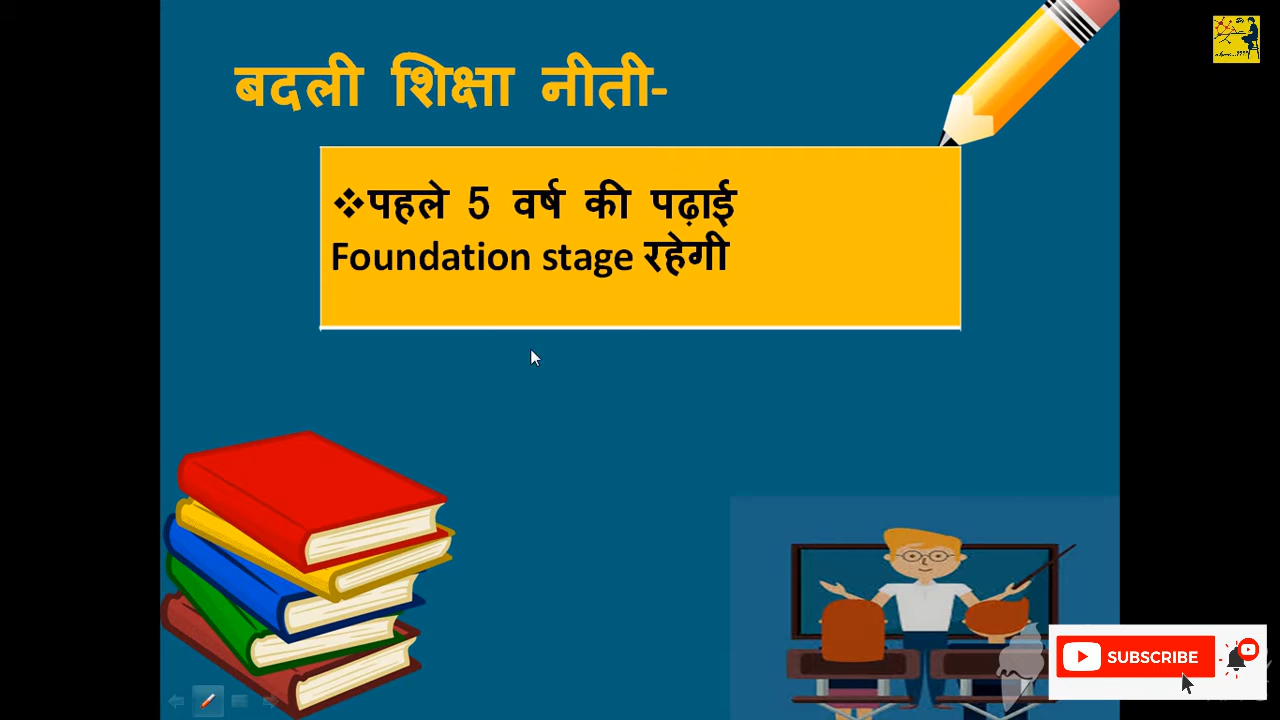 बदली शिक्षा नीती-
❖पहले 5 वर्ष की पढ़ाई
Foundation stage रहेगी
SUBSCRIBE